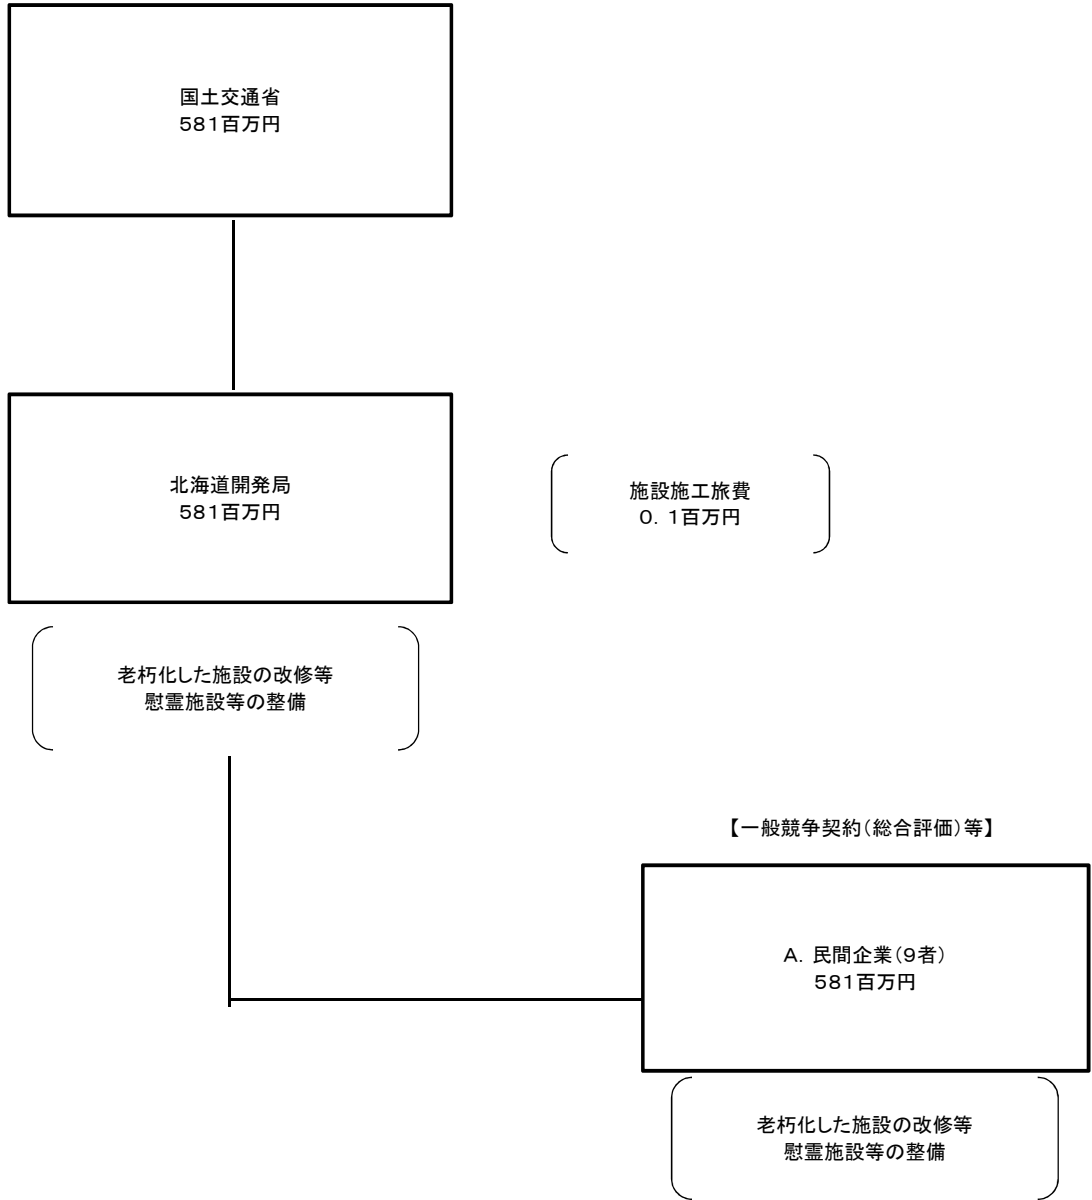 国土交通省
５８１百万円
北海道開発局
５８１百万円
施設施工旅費
０．１百万円
老朽化した施設の改修等
慰霊施設等の整備
【一般競争契約（総合評価）等】
Ａ．民間企業（９者）
５８１百万円
老朽化した施設の改修等
慰霊施設等の整備